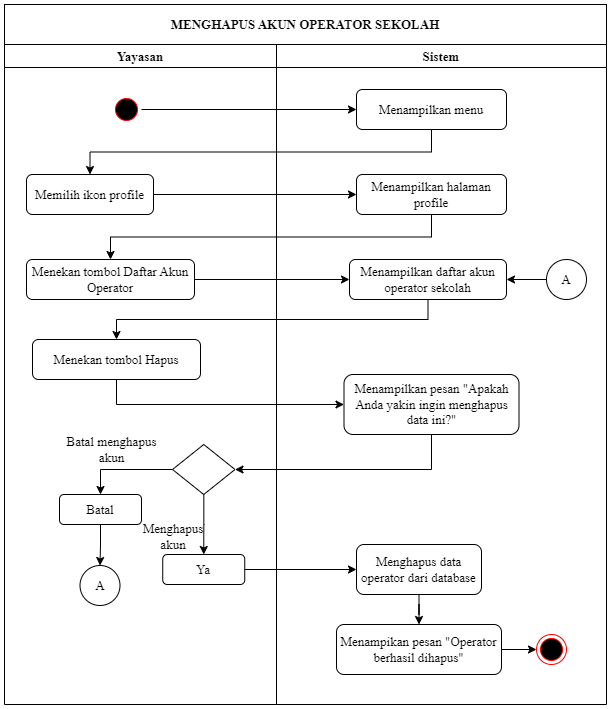 MENGHAPUS AKUN OPERATOR SEKOLAH
Yayasan
Sistem
Menampilkan menu
Memilih ikon profile
Menampilkan halaman
profile
Menekan tombol Daftar Akun
Operator
Menampilkan daftar akun
operator sekolah
A
Menekan tombol Hapus
Menampilkan pesan "Apakah
Anda yakin ingin menghapus
data ini?"
Batal menghapus
akun
Batal
Menghapus
akun
A
Ya
Menghapus data
operator dari database
Menampikan pesan "Operator
berhasil dihapus"